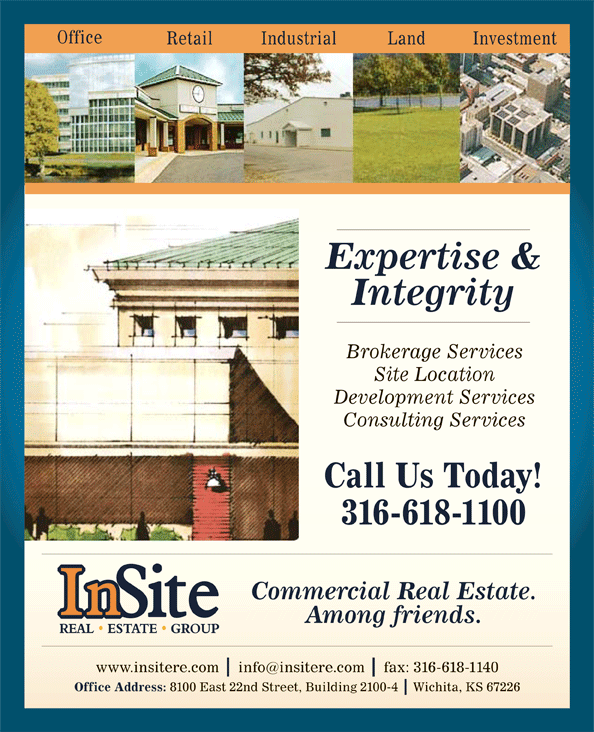 Office Retail Industrial Land Investment
Expertise &
Integrity
Brokerage Services
Site Location
Development Services
Consulting Services
Call Us Today!
316-618-1100
InSite
REAL • ESTATE • GROUP
Commercial Real Estate.
Among friends.
www.insitere.com | info@insitere.com | fax: 316-618-1140
Office Address: 8100 East 22nd Street, Building 2100-4 | Wichita, KS 67226